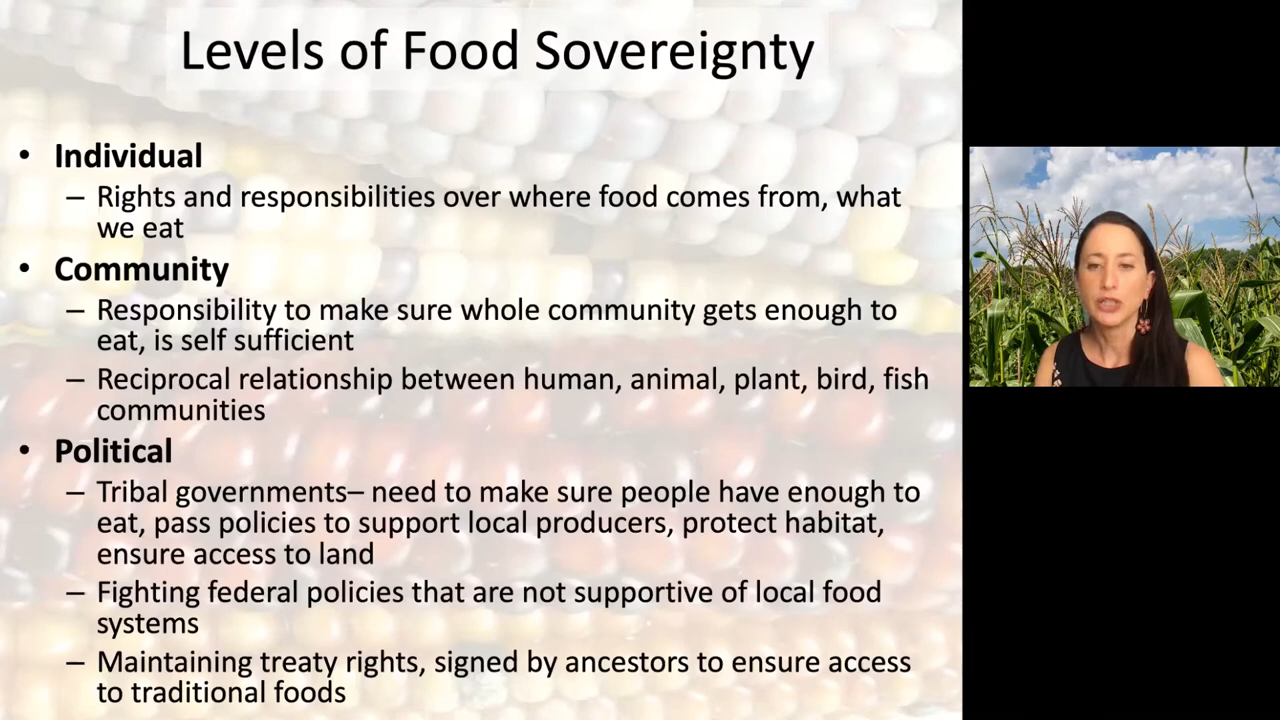 Levels of Food Sovereignty
• Individual
– Rights and responsibilities over where food comes from, what
we eat
• Community
– Responsibility to make sure whole community gets enough to
eat, is self sufficient
– Reciprocal relationship between human, animal, plant, bird, fish
communities
• Political
– Tribal governments– need to make sure people have enough to
eat, pass policies to support local producers, protect habitat,
ensure access to land
– Fighting federal policies that are not supportive of local food
systems
– Maintaining treaty rights, signed by ancestors to ensure access
to traditional foods